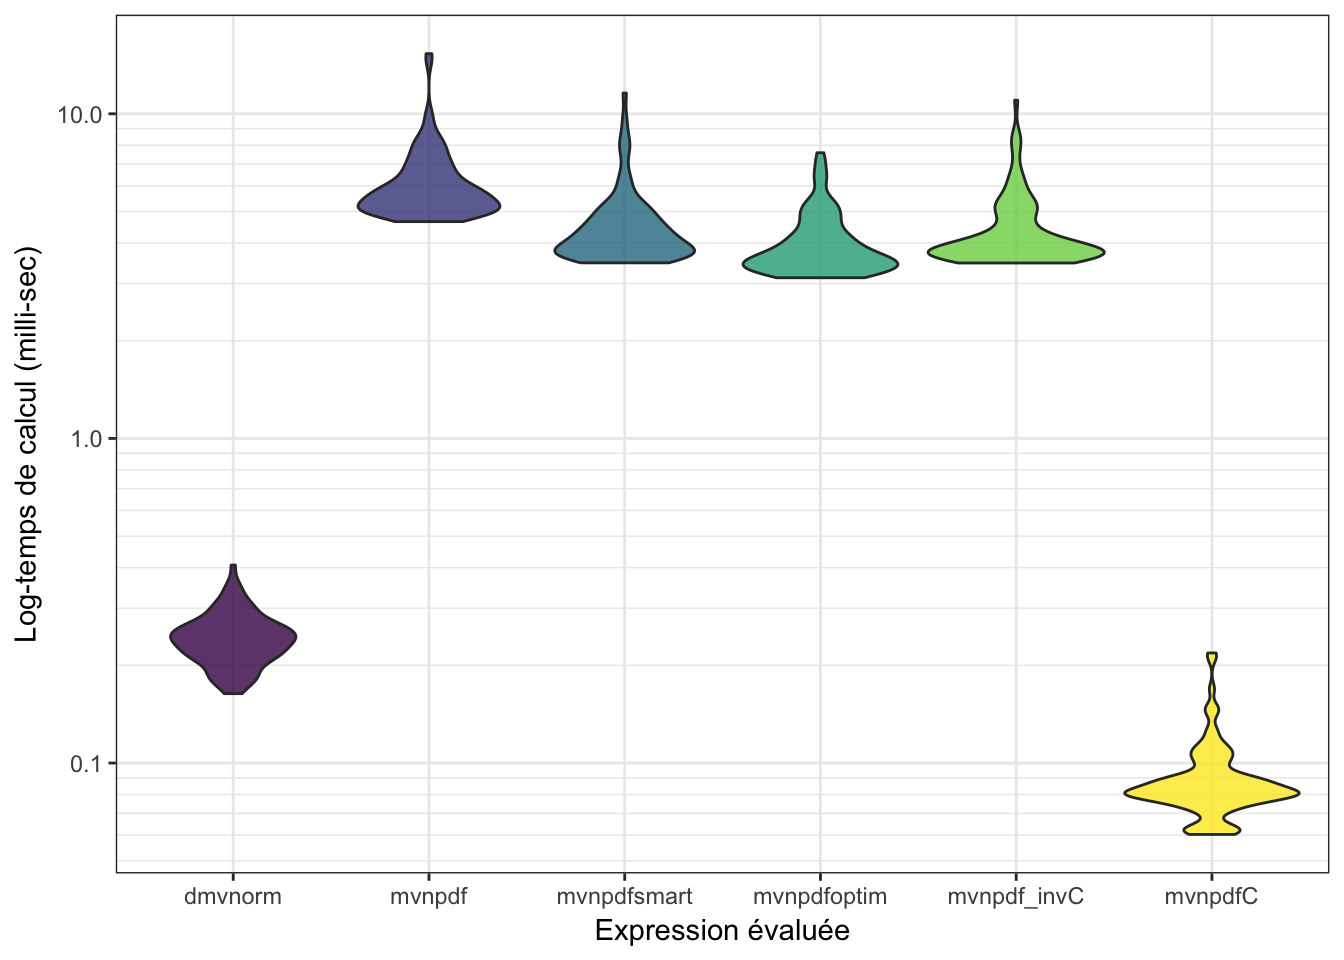 Log-temps de calcul (milli-sec)
10.0
1.0
0.1
dmvnorm mvnpdf mvnpdfsmart mvnpdfoptim mvnpdf_invC mvnpdfC
Expression évaluée